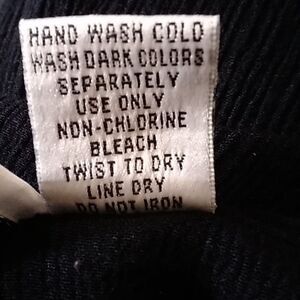 HAND WASH COLD
WASH DARK COLORS
SEPARATELY
USE ONLY
NON-CHLORINE
BLEACH
TWIST TO DRY
LINE DRY
DO NOT IRON